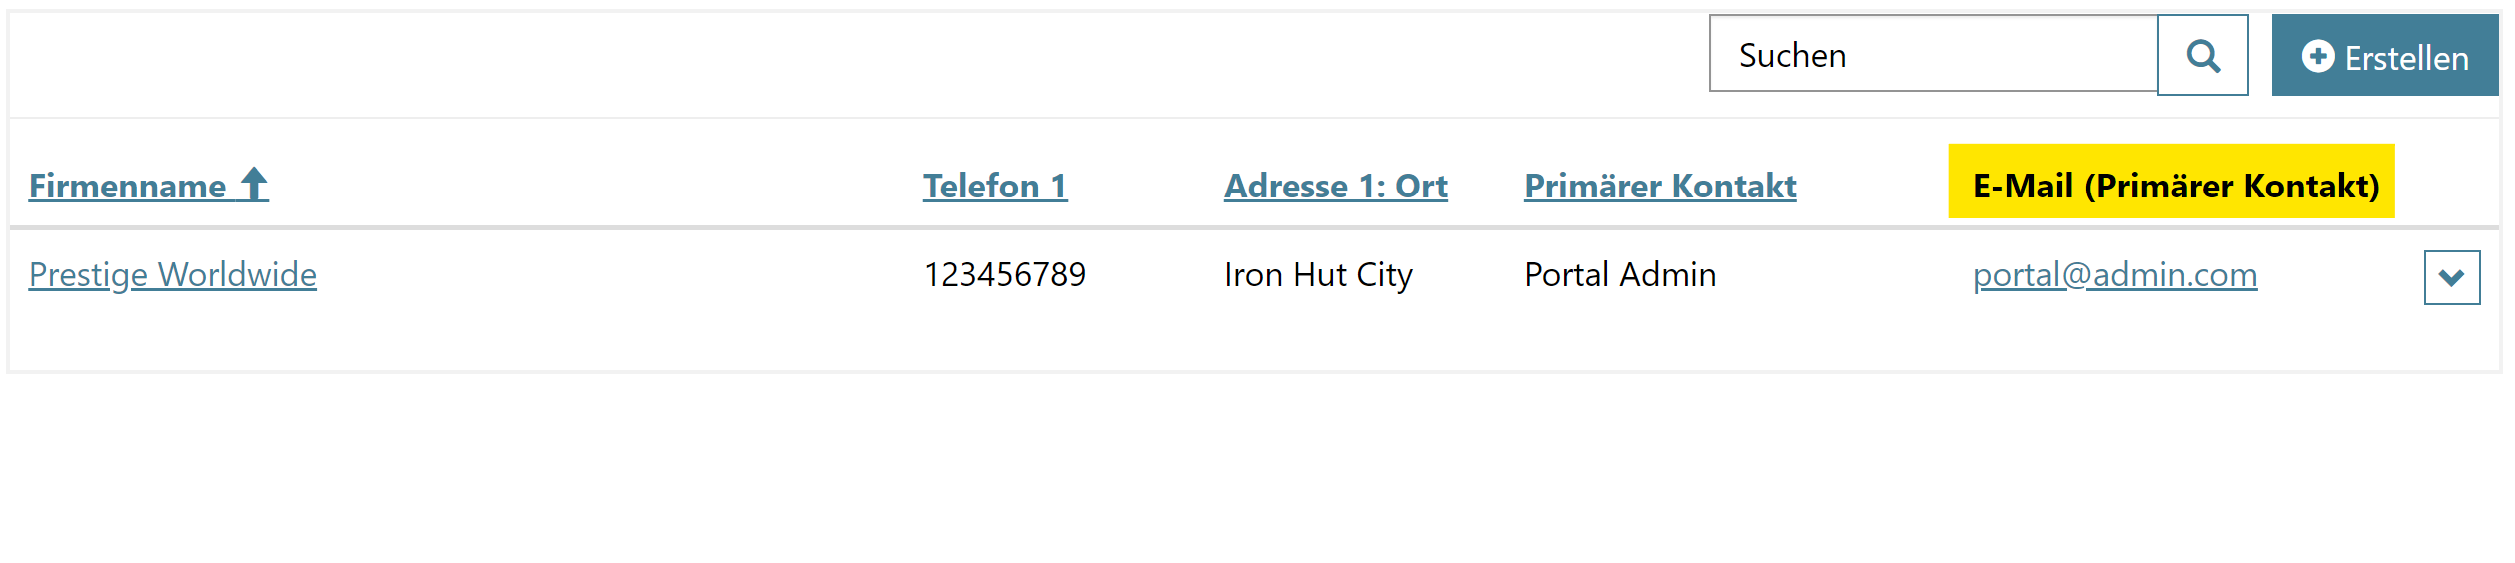 Suchen
Erstellen
Firmenname Telefon 1 Adresse 1: Ort Primärer Kontakt E-Mail (Primärer Kontakt)
Prestige Worldwide 123456789 Iron Hut City Portal Admin portal@admin.com